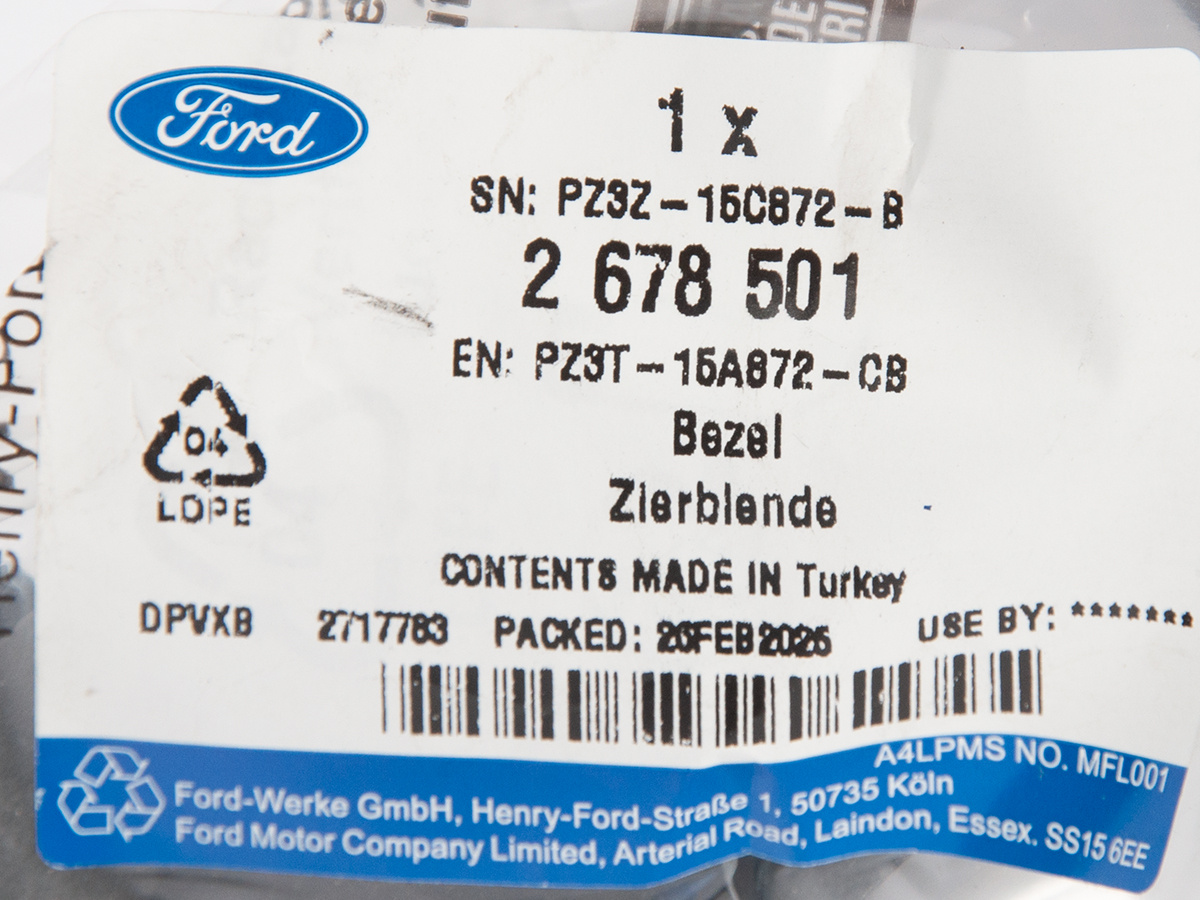 Ford
1 x
SN: PZ3Z-15C872-B
2 678 501
EN: PZ3T-15A872-CB
Bezel
Zierblende
04
LDPE
CONTENTS MADE IN Turkey
DPVXB 2717783 PACKED: 26FEB2025 USE BY: *******
A4LPMS NO. MFL001
Ford-Werke GmbH, Henry-Ford-Straße 1, 50735 Köln
Ford Motor Company Limited, Arterial Road, Laindon, Essex. SS15 6EE